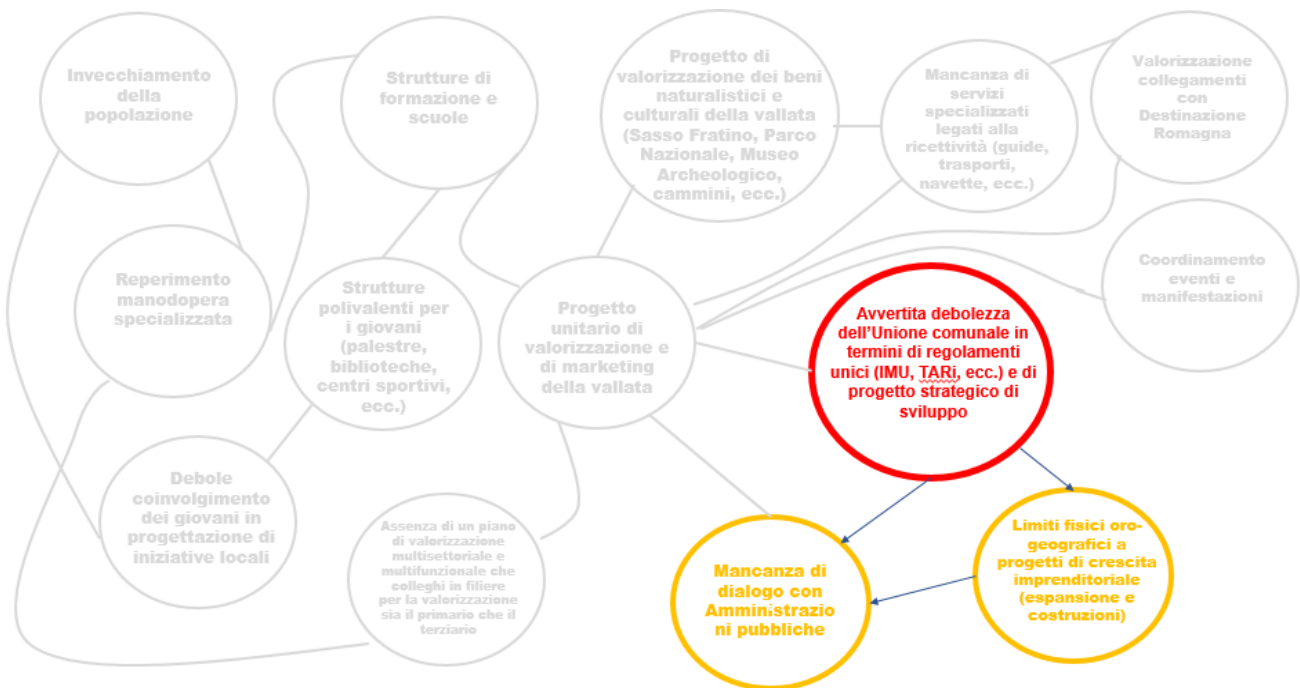 Invecchiamento
della
popolazione
Strutture di
formazione e
scuole
Progetto di
valorizzazione dei beni
naturalistici e
culturali della vallata
(Sasso Fratino, Parco
Nazionale, Museo
Archeologico,
cammini, ecc.)
Mancanza di
servizi
specializzati
legati alla
ricettività (guide,
trasporti,
navette, ecc.)
Valorizzazione
collegamenti
con
Destinazione
Romagna
Reperimento
manodopera
specializzata
Strutture
polivalenti per
i giovani
(palestre,
biblioteche,
centri sportivi,
ecc.)
Progetto
unitario di
valorizzazione e
di marketing
della vallata
Coordinamento
eventi e
manifestazioni
Avvertita debolezza
dell'Unione comunale in
termini di regolamenti
unici (IMU, TARi, ecc.) e di
progetto strategico di
sviluppo
Debole
coinvolgimento
dei giovani in
progettazione di
iniziative locali
Assenza di un piano
di valorizzazione
multisettoriale e
multifunzionale che
colleghi in filiere
per la valorizzazione
sia il primario che il
terziario
Mancanza di
dialogo con
Amministrazio
ni pubbliche
Limiti fisici oro-
geografici a
progetti di crescita
imprenditoriale
(espansione e
costruzioni)